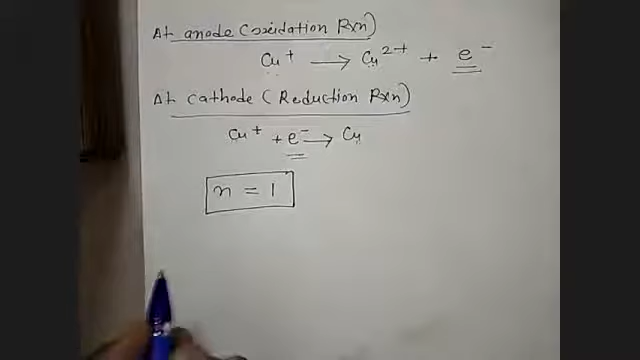 At anode (oxidation Rxn)
Cu⁺ ⟶ Cu²⁺ + e⁻
At cathode (Reduction Rxn)
Cu⁺ + e⁻ ⟶ Cu
n = 1